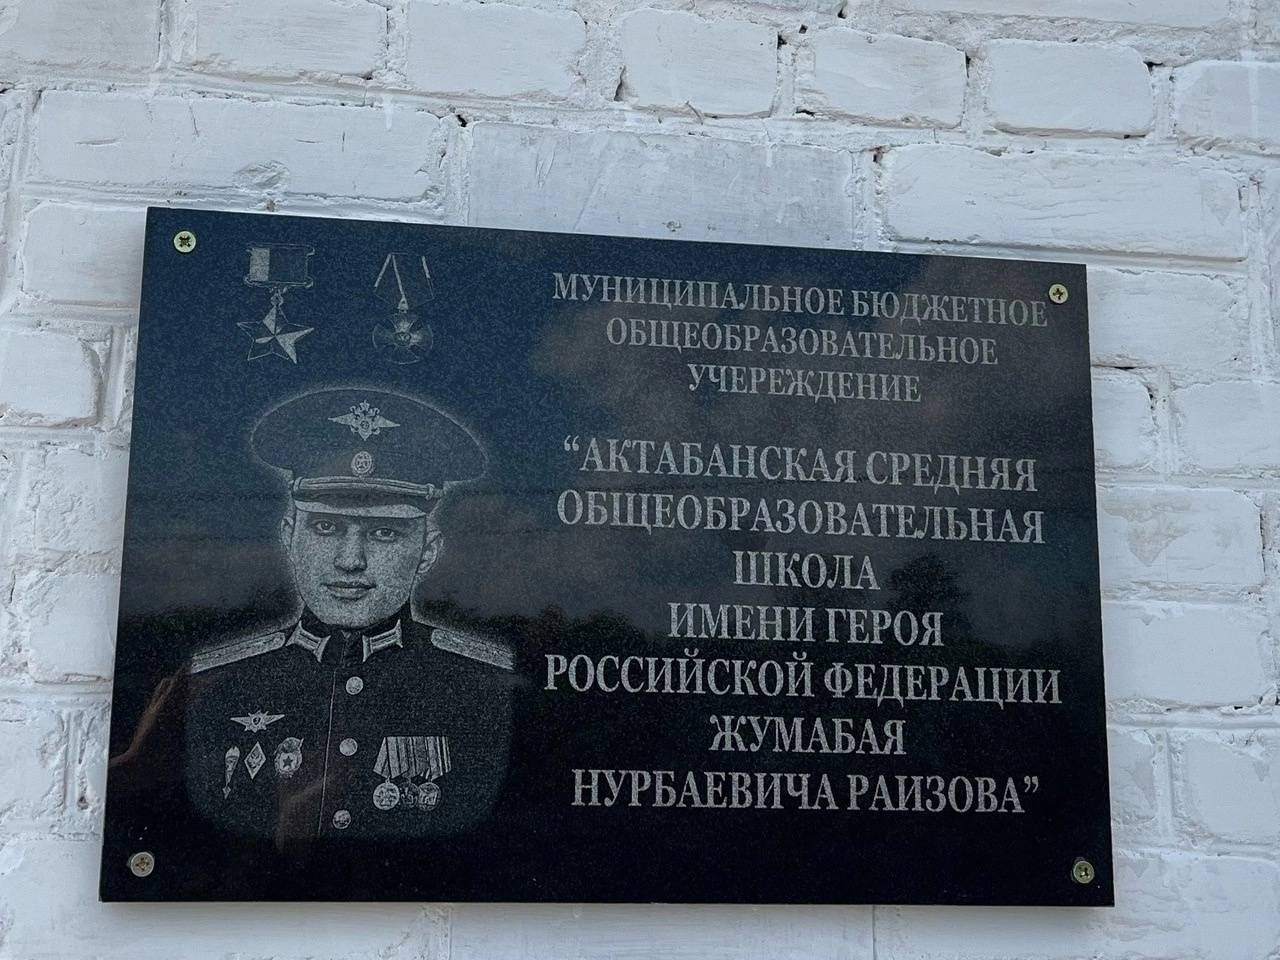 МУНИЦИПАЛЬНОЕ БЮДЖЕТНОЕ
ОБЩЕОБРАЗОВАТЕЛЬНОЕ
УЧЕРЕЖДЕНИЕ
“АКТАБАНСКАЯ СРЕДНЯЯ
ОБЩЕОБРАЗОВАТЕЛЬНАЯ
ШКОЛА
ИМЕНИ ГЕРОЯ
РОССИЙСКОЙ ФЕДЕРАЦИИ
ЖУМАБАЯ
НУРБАЕВИЧА РАИЗОВА”